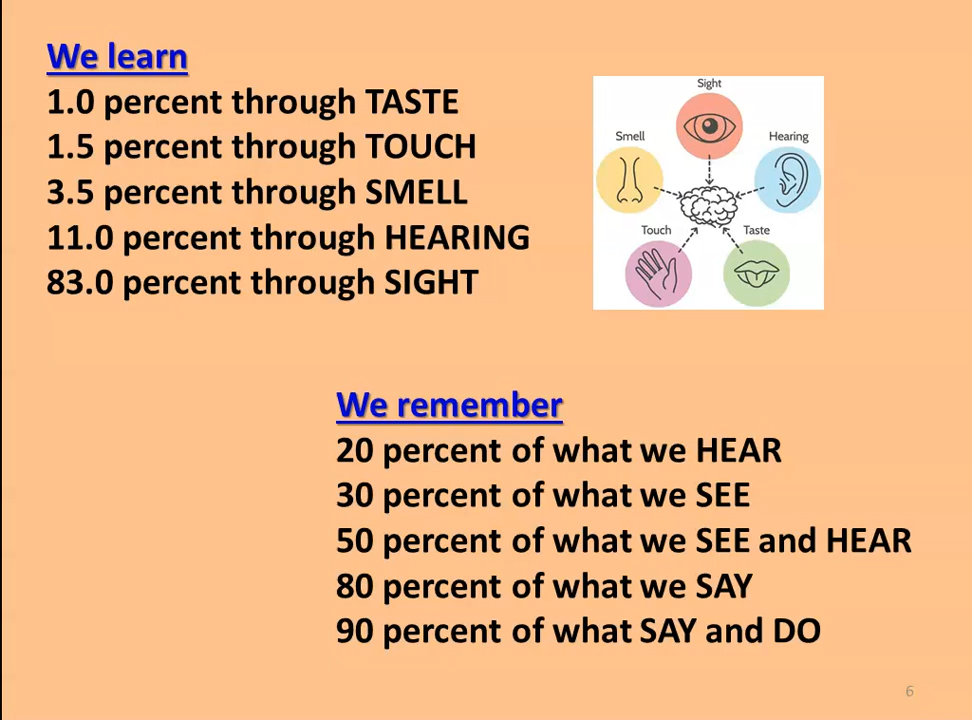 We learn
1.0 percent through TASTE
1.5 percent through TOUCH
3.5 percent through SMELL
11.0 percent through HEARING
83.0 percent through SIGHT
Sight
Smell
Hearing
Touch
Taste
We remember
20 percent of what we HEAR
30 percent of what we SEE
50 percent of what we SEE and HEAR
80 percent of what we SAY
90 percent of what SAY and DO
6